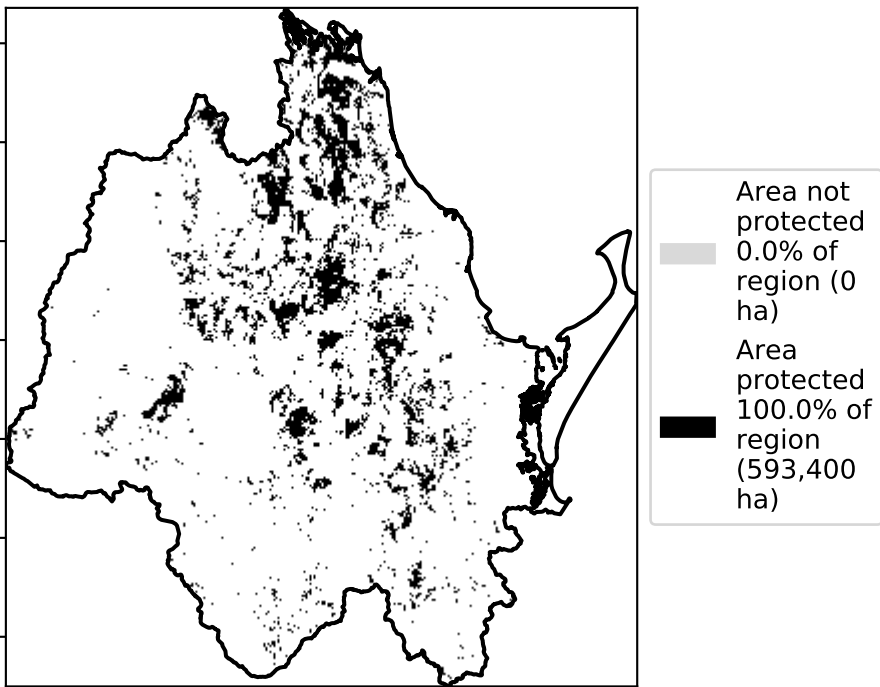 Area not
protected
0.0% of
region (0
ha)
Area
protected
100.0% of
region
(593,400
ha)